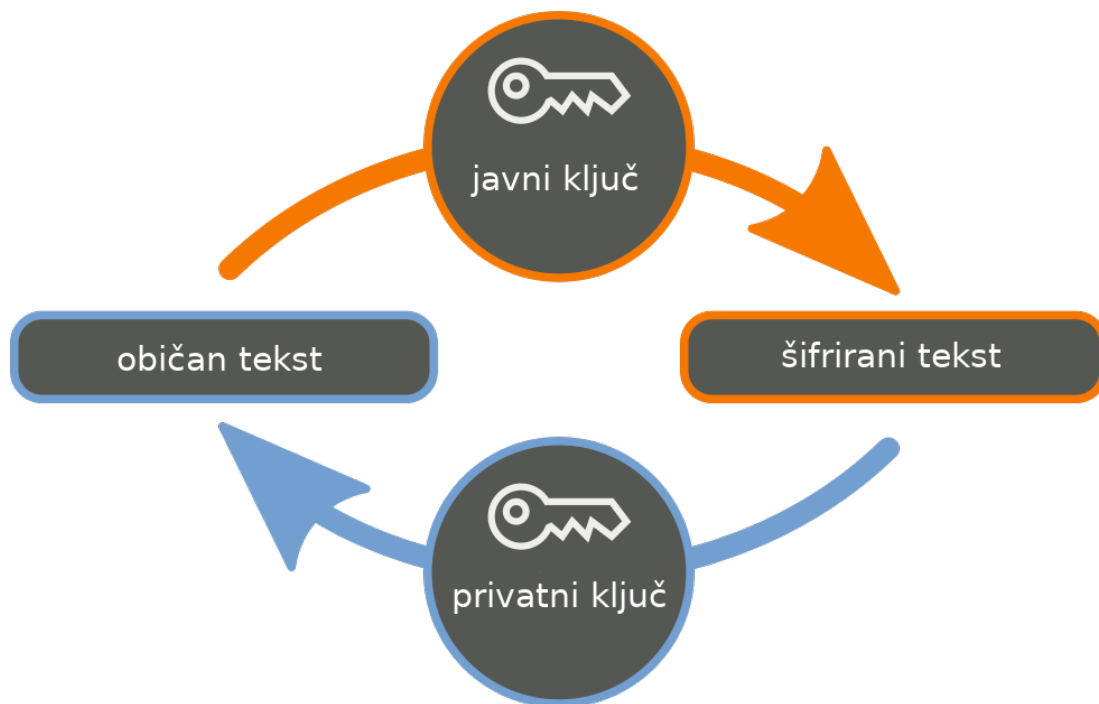 javni ključ
običan tekst
šifrirani tekst
privatni ključ